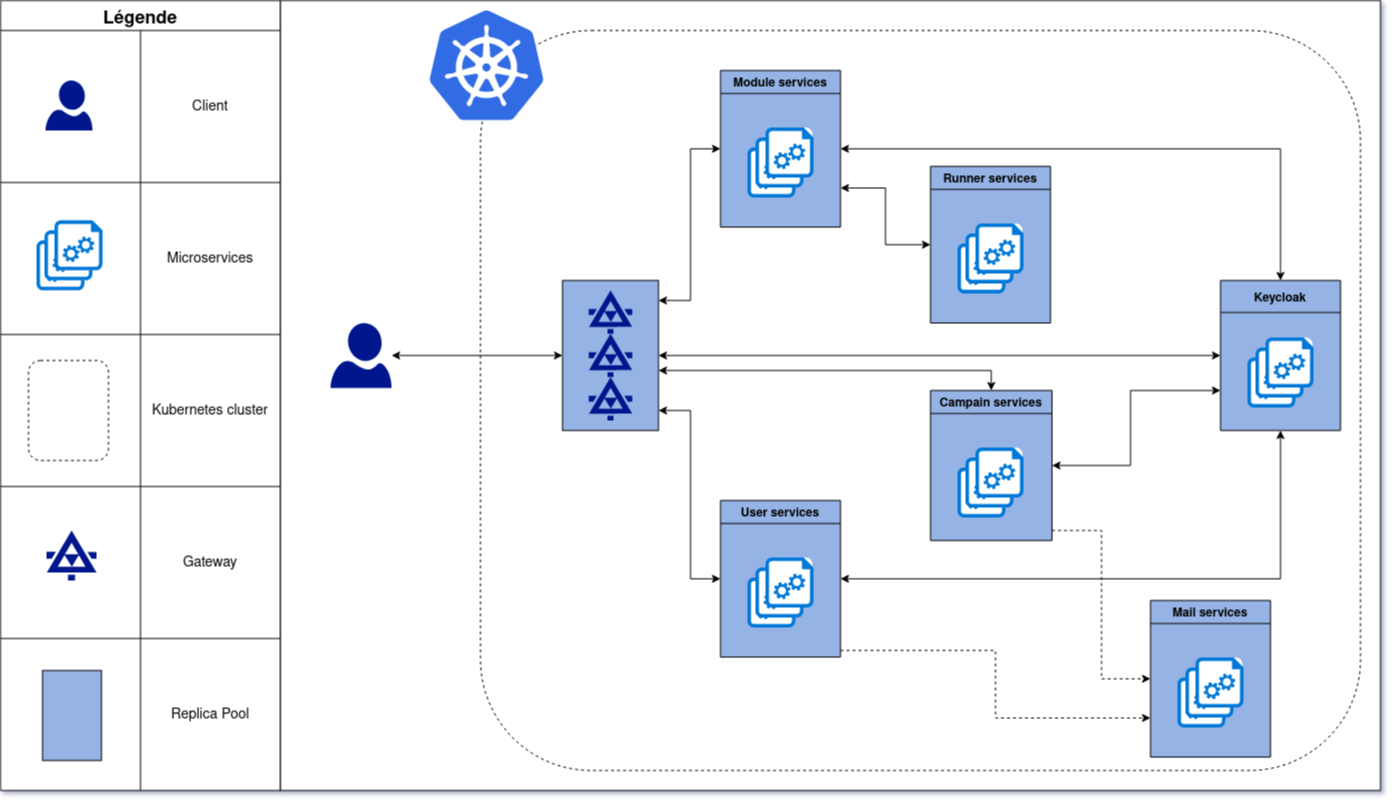 Légende
Client
Microservices
Kubernetes cluster
Gateway
Replica Pool
Module services
Runner services
Keycloak
Campain services
User services
Mail services